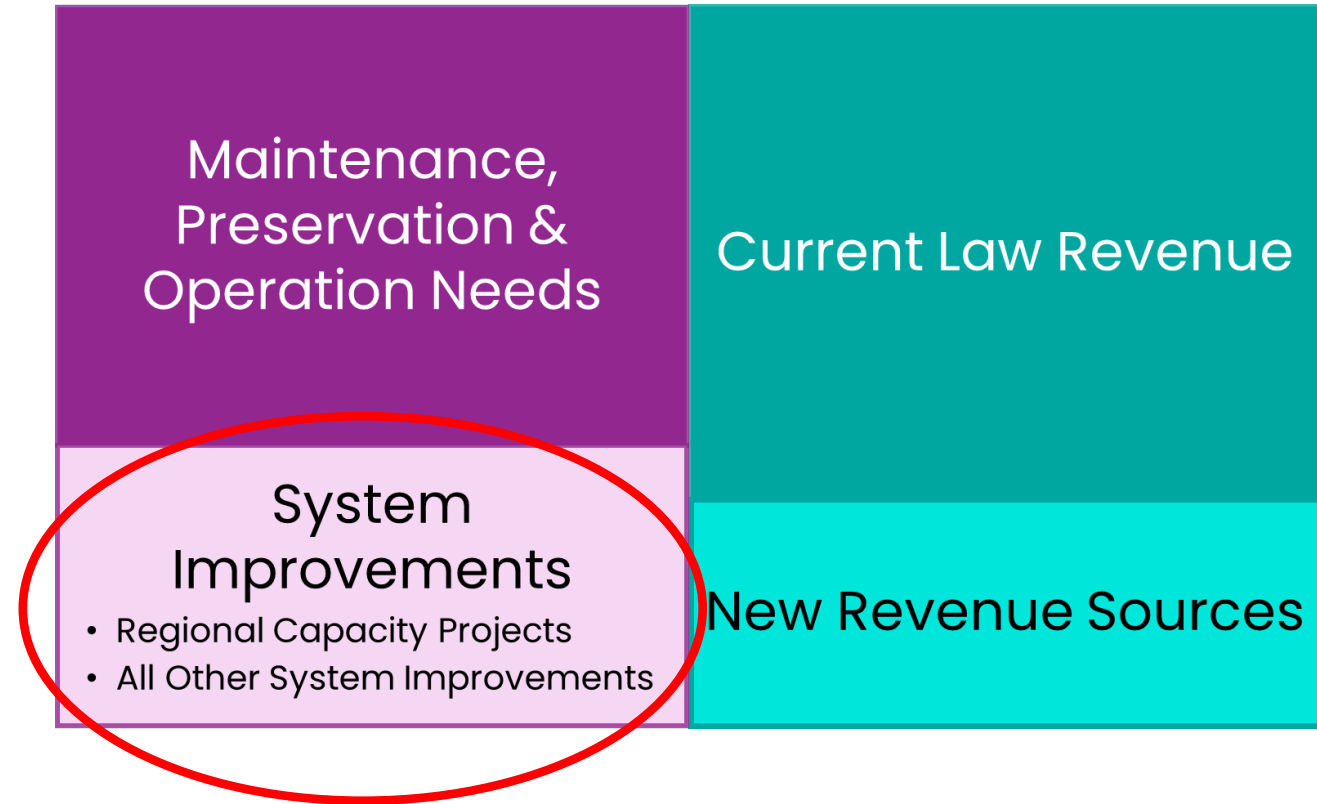 Maintenance,
Preservation &
Operation Needs
System
Improvements
• Regional Capacity Projects
• All Other System Improvements
Current Law Revenue
New Revenue Sources